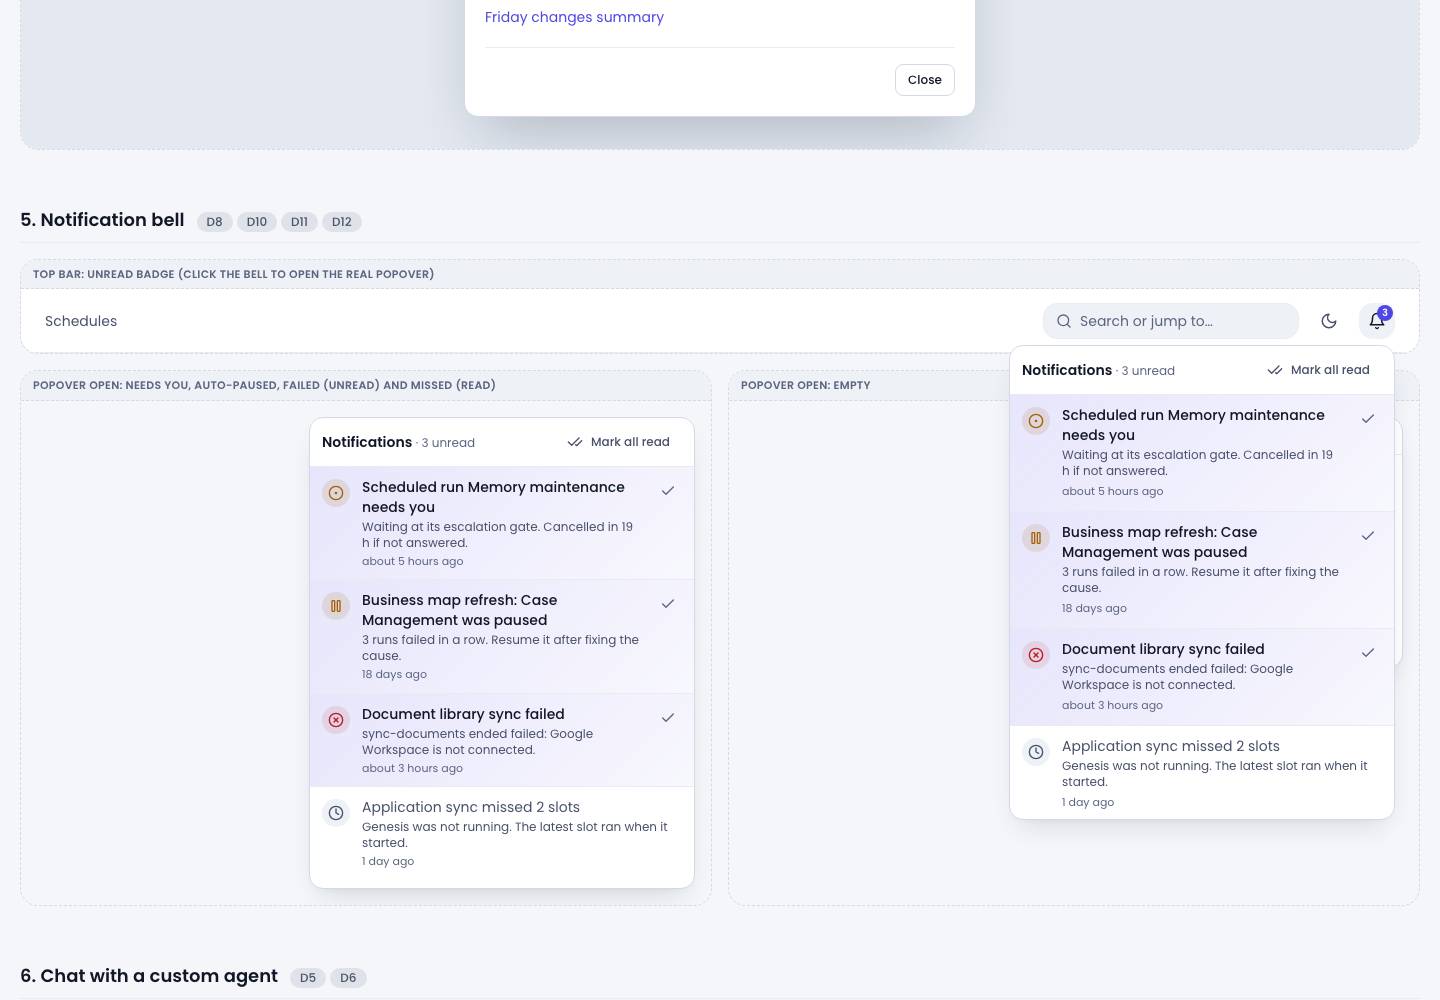 Friday changes summary
Close
5. Notification bell D8 D10 D11 D12
TOP BAR: UNREAD BADGE (CLICK THE BELL TO OPEN THE REAL POPOVER)
Schedules
Search or jump to...
3
POPOVER OPEN: NEEDS YOU, AUTO-PAUSED, FAILED (UNREAD) AND MISSED (READ)
Notifications · 3 unread
Mark all read
Scheduled run Memory maintenance
needs you
Waiting at its escalation gate. Cancelled in 19
h if not answered.
about 5 hours ago
Business map refresh: Case
Management was paused
3 runs failed in a row. Resume it after fixing the
cause.
18 days ago
Document library sync failed
sync-documents ended failed: Google
Workspace is not connected.
about 3 hours ago
Application sync missed 2 slots
Genesis was not running. The latest slot ran when it
started.
1 day ago
POPOVER OPEN: EMPTY
Notifications · 3 unread
Mark all read
Scheduled run Memory maintenance
needs you
Waiting at its escalation gate. Cancelled in 19
h if not answered.
about 5 hours ago
Business map refresh: Case
Management was paused
3 runs failed in a row. Resume it after fixing the
cause.
18 days ago
Document library sync failed
sync-documents ended failed: Google
Workspace is not connected.
about 3 hours ago
Application sync missed 2 slots
Genesis was not running. The latest slot ran when it
started.
1 day ago
6. Chat with a custom agent D5 D6